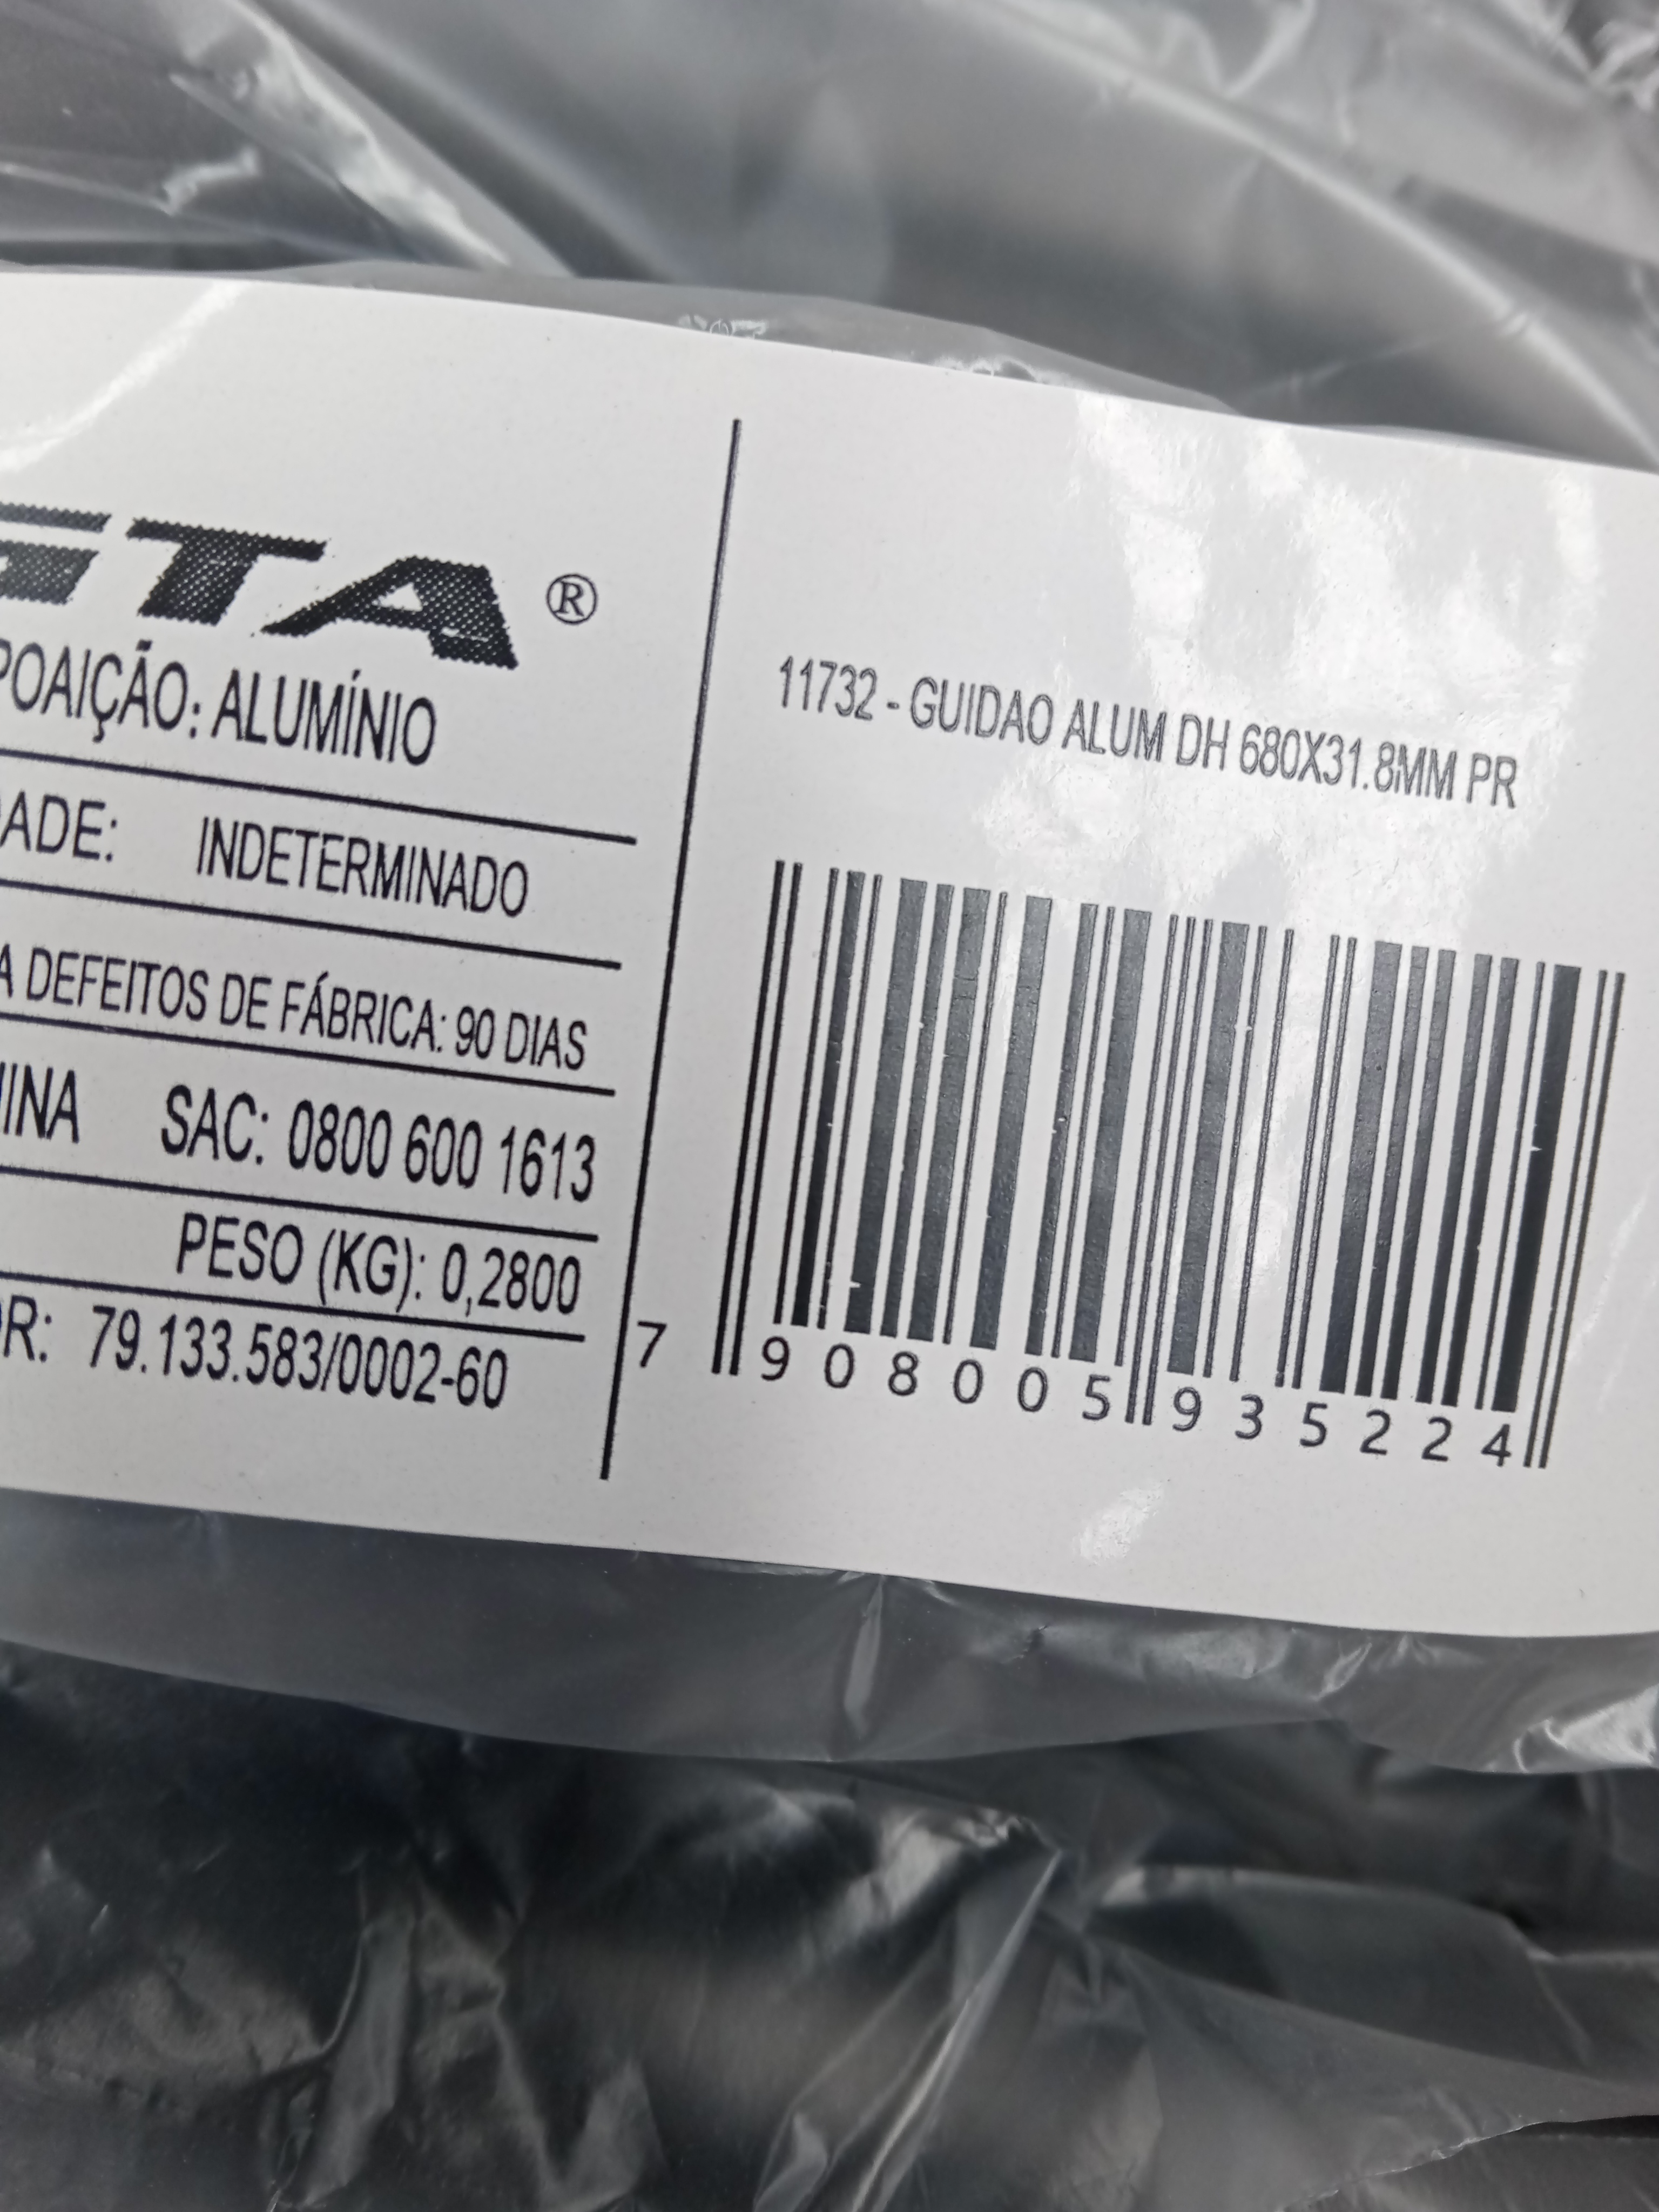 GTA®
POAIÇÃO: ALUMÍNIO
ADE: INDETERMINADO
A DEFEITOS DE FÁBRICA: 90 DIAS
INA SAC: 0800 600 1613
PESO (KG): 0,2800
OR: 79.133.583/0002-60
11732 - GUIDAO ALUM DH 680X31.8MM PR
7 908005 935224